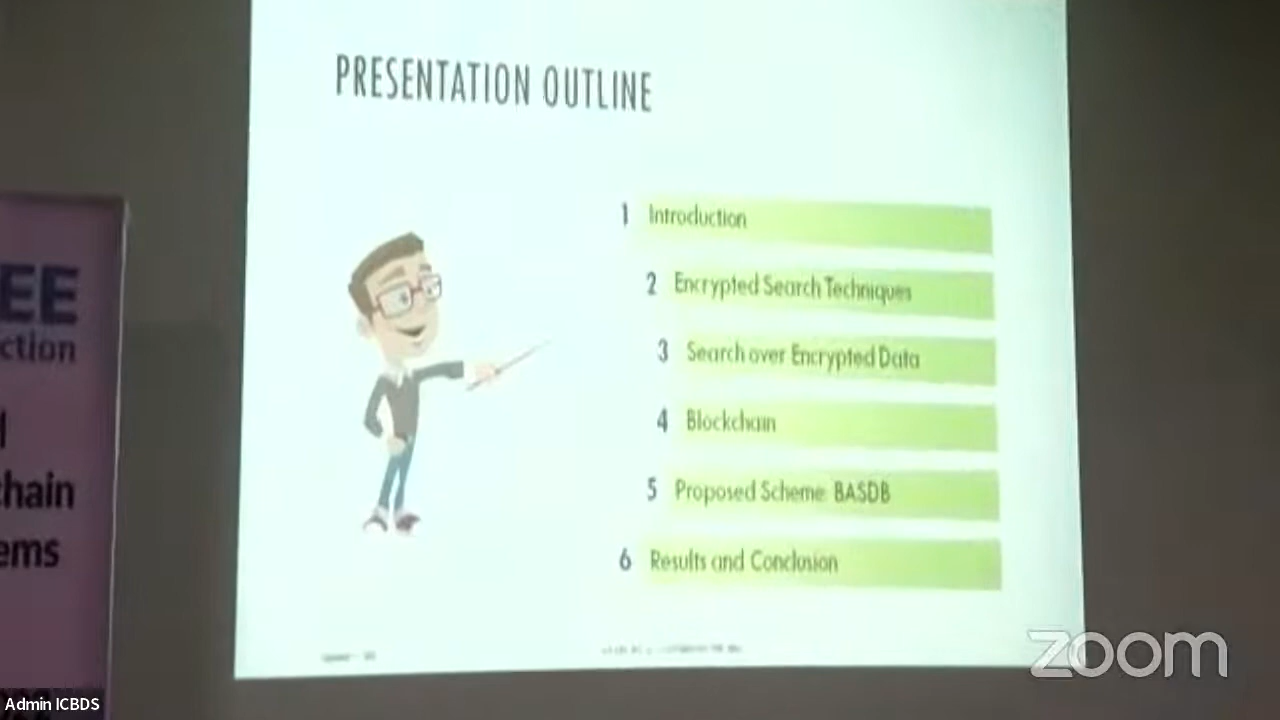 PRESENTATION OUTLINE
1 Introduction
2 Encrypted Search Techniques
3 Search over Encrypted Data
4 Blockchain
5 Proposed Scheme: BASDB
6 Results and Conclusion
EE
ction
chain
ems
zoom
Admin ICBDS